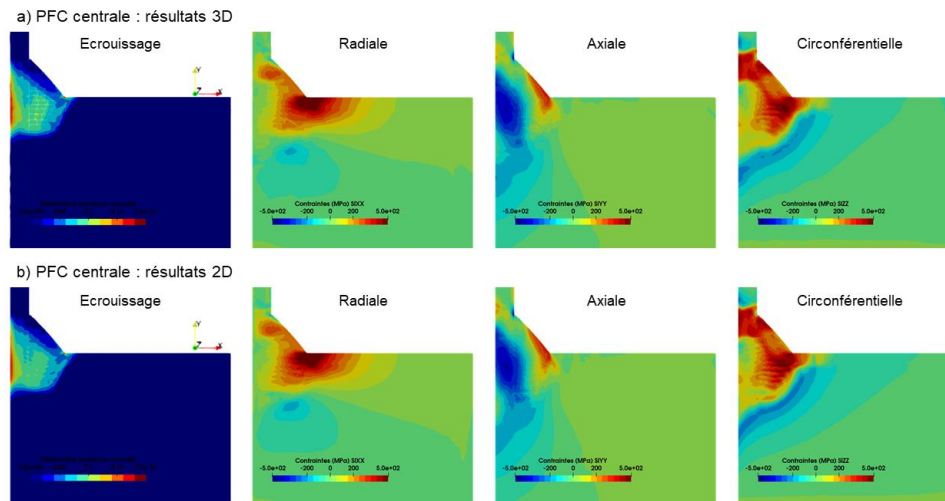 a) PFC centrale : résultats 3D
Ecrouissage Radiale Axiale Circonférentielle
Y
Z X
Contraintes (MPa) SIXX
-5.0e+02 -200 0 200 5.0e+02
Contraintes (MPa) SIYY
-5.0e+02 -200 0 200 5.0e+02
Contraintes (MPa) SIZZ
-5.0e+02 -200 0 200 5.0e+02
b) PFC centrale : résultats 2D
Ecrouissage Radiale Axiale Circonférentielle
Y
Z X
Contraintes (MPa) SIXX
-5.0e+02 -200 0 200 5.0e+02
Contraintes (MPa) SIYY
-5.0e+02 -200 0 200 5.0e+02
Contraintes (MPa) SIZZ
-5.0e+02 -200 0 200 5.0e+02